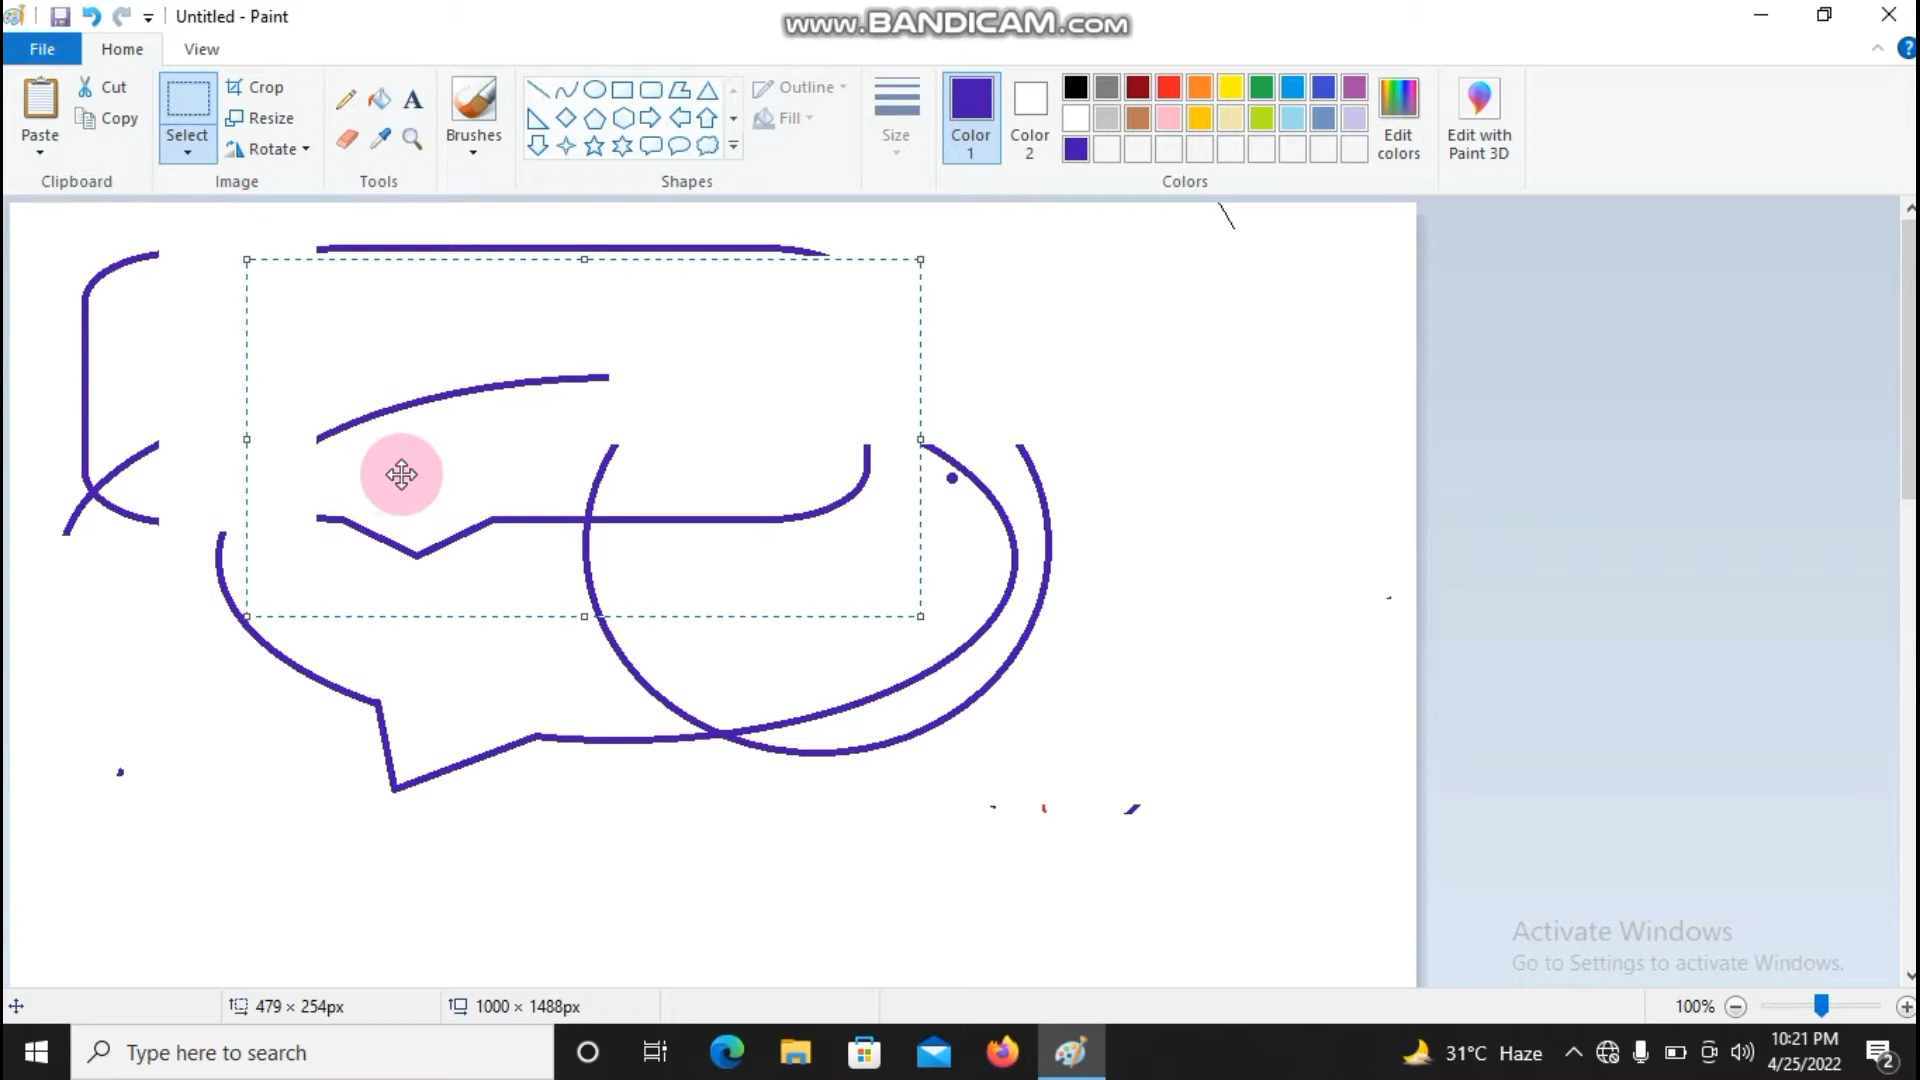 Untitled - Paint
www.BANDICAM.com
File
Home
View
Paste
Cut
Copy
Clipboard
Select
Crop
Resize
Rotate
Image
A
Tools
Brushes
Shapes
Outline
Fill
Size
Color
1
Color
2
Edit
colors
Colors
Edit with
Paint 3D
?
Activate Windows
Go to Settings to activate Windows.
479 × 254px
1000 × 1488px
100%
Type here to search
31°C Haze
10:21 PM
4/25/2022
2